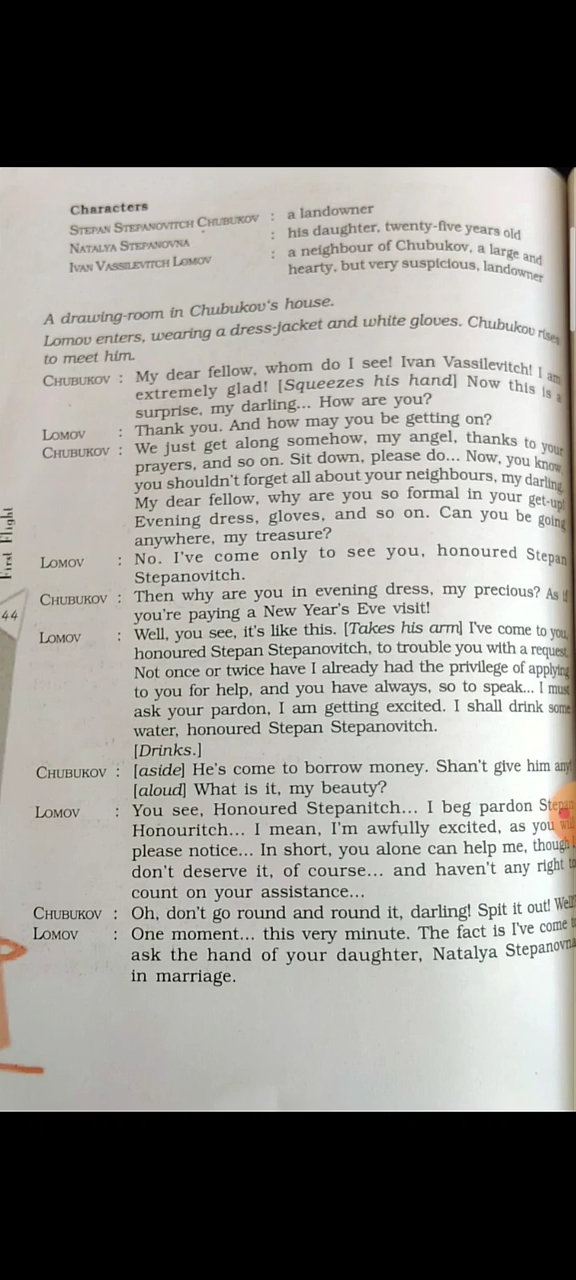 Characters
STEPAN STEPANOVITCH CHUBUKOV : a landowner
NATALYA STEPANOVNA : his daughter, twenty-five years old
IVAN VASSILEVITCH LOMOV : a neighbour of Chubukov, a large and
hearty, but very suspicious, landowner
A drawing-room in Chubukov's house.
Lomov enters, wearing a dress-jacket and white gloves. Chubukov rises
to meet him.
CHUBUKOV : My dear fellow, whom do I see! Ivan Vassilevitch! I am
extremely glad! [Squeezes his hand] Now this is a
surprise, my darling... How are you?
LOMOV : Thank you. And how may you be getting on?
CHUBUKOV : We just get along somehow, my angel, thanks to your
prayers, and so on. Sit down, please do... Now, you know,
you shouldn't forget all about your neighbours, my darling.
My dear fellow, why are you so formal in your get-up!
Evening dress, gloves, and so on. Can you be going
anywhere, my treasure?
LOMOV : No. I've come only to see you, honoured Stepan
Stepanovitch.
CHUBUKOV : Then why are you in evening dress, my precious? As if
you're paying a New Year's Eve visit!
LOMOV : Well, you see, it's like this. [Takes his arm] I've come to you,
honoured Stepan Stepanovitch, to trouble you with a request.
Not once or twice have I already had the privilege of applying
to you for help, and you have always, so to speak... I must
ask your pardon, I am getting excited. I shall drink some
water, honoured Stepan Stepanovitch.
[Drinks.]
CHUBUKOV : [aside] He's come to borrow money. Shan't give him any!
[aloud] What is it, my beauty?
LOMOV : You see, Honoured Stepanitch... I beg pardon Stepan
Honouritch... I mean, I'm awfully excited, as you will
please notice... In short, you alone can help me, though I
don't deserve it, of course... and haven't any right to
count on your assistance...
CHUBUKOV : Oh, don't go round and round it, darling! Spit it out! Well?
LOMOV : One moment... this very minute. The fact is I've come to
ask the hand of your daughter, Natalya Stepanovna,
in marriage.
First Flight
44